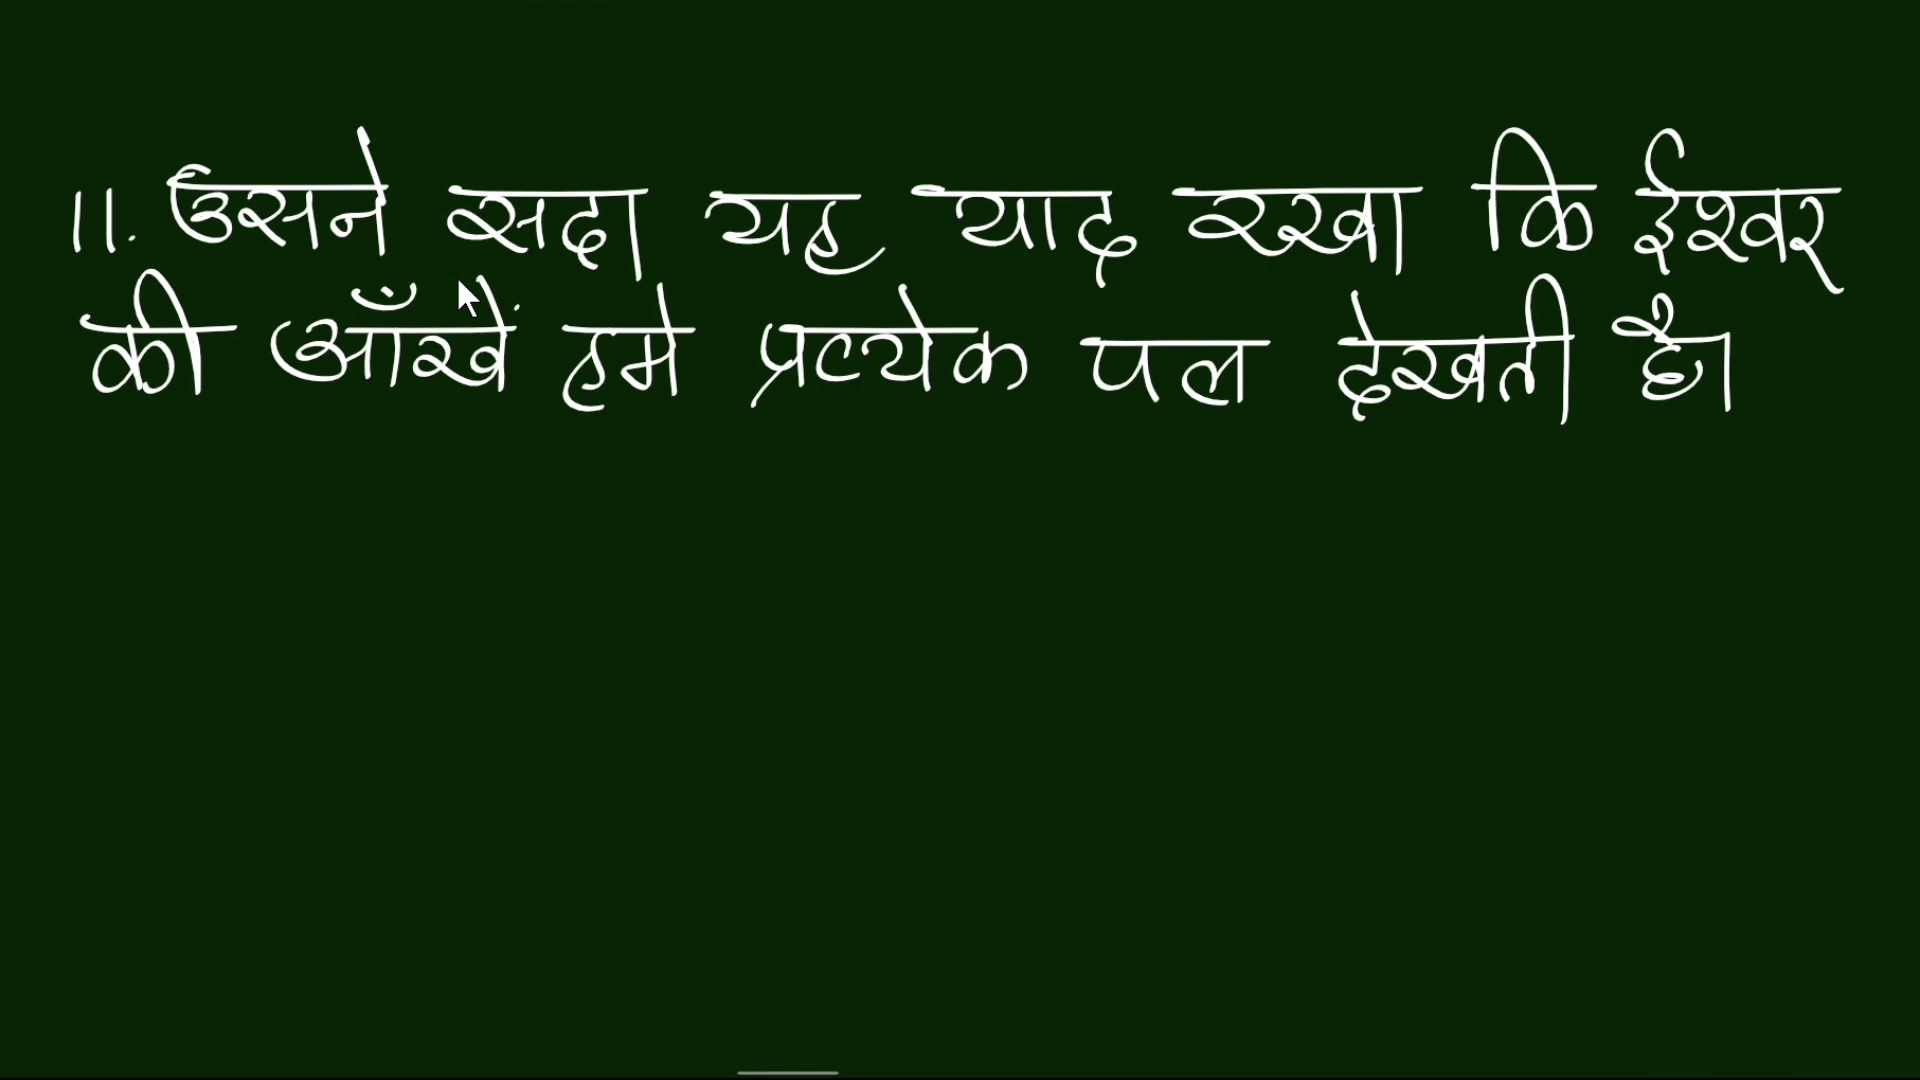 11. उसने सदा यह याद रखा कि ईश्वर
की आँखें हमे प्रत्येक पल देखती है।